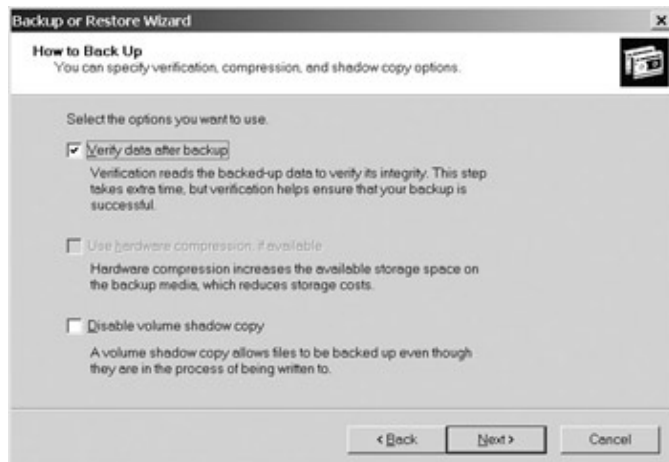 Backup or Restore Wizard
How to Back Up
You can specify verification, compression, and shadow copy options.
Select the options you want to use.
Verify data after backup
Verification reads the backed-up data to verify its integrity. This step
takes extra time, but verification helps ensure that your backup is
successful.
Use hardware compression, if available
Hardware compression increases the available storage space on
the backup media, which reduces storage costs.
Disable volume shadow copy
A volume shadow copy allows files to be backed up even though
they are in the process of being written to.
< Back Next > Cancel